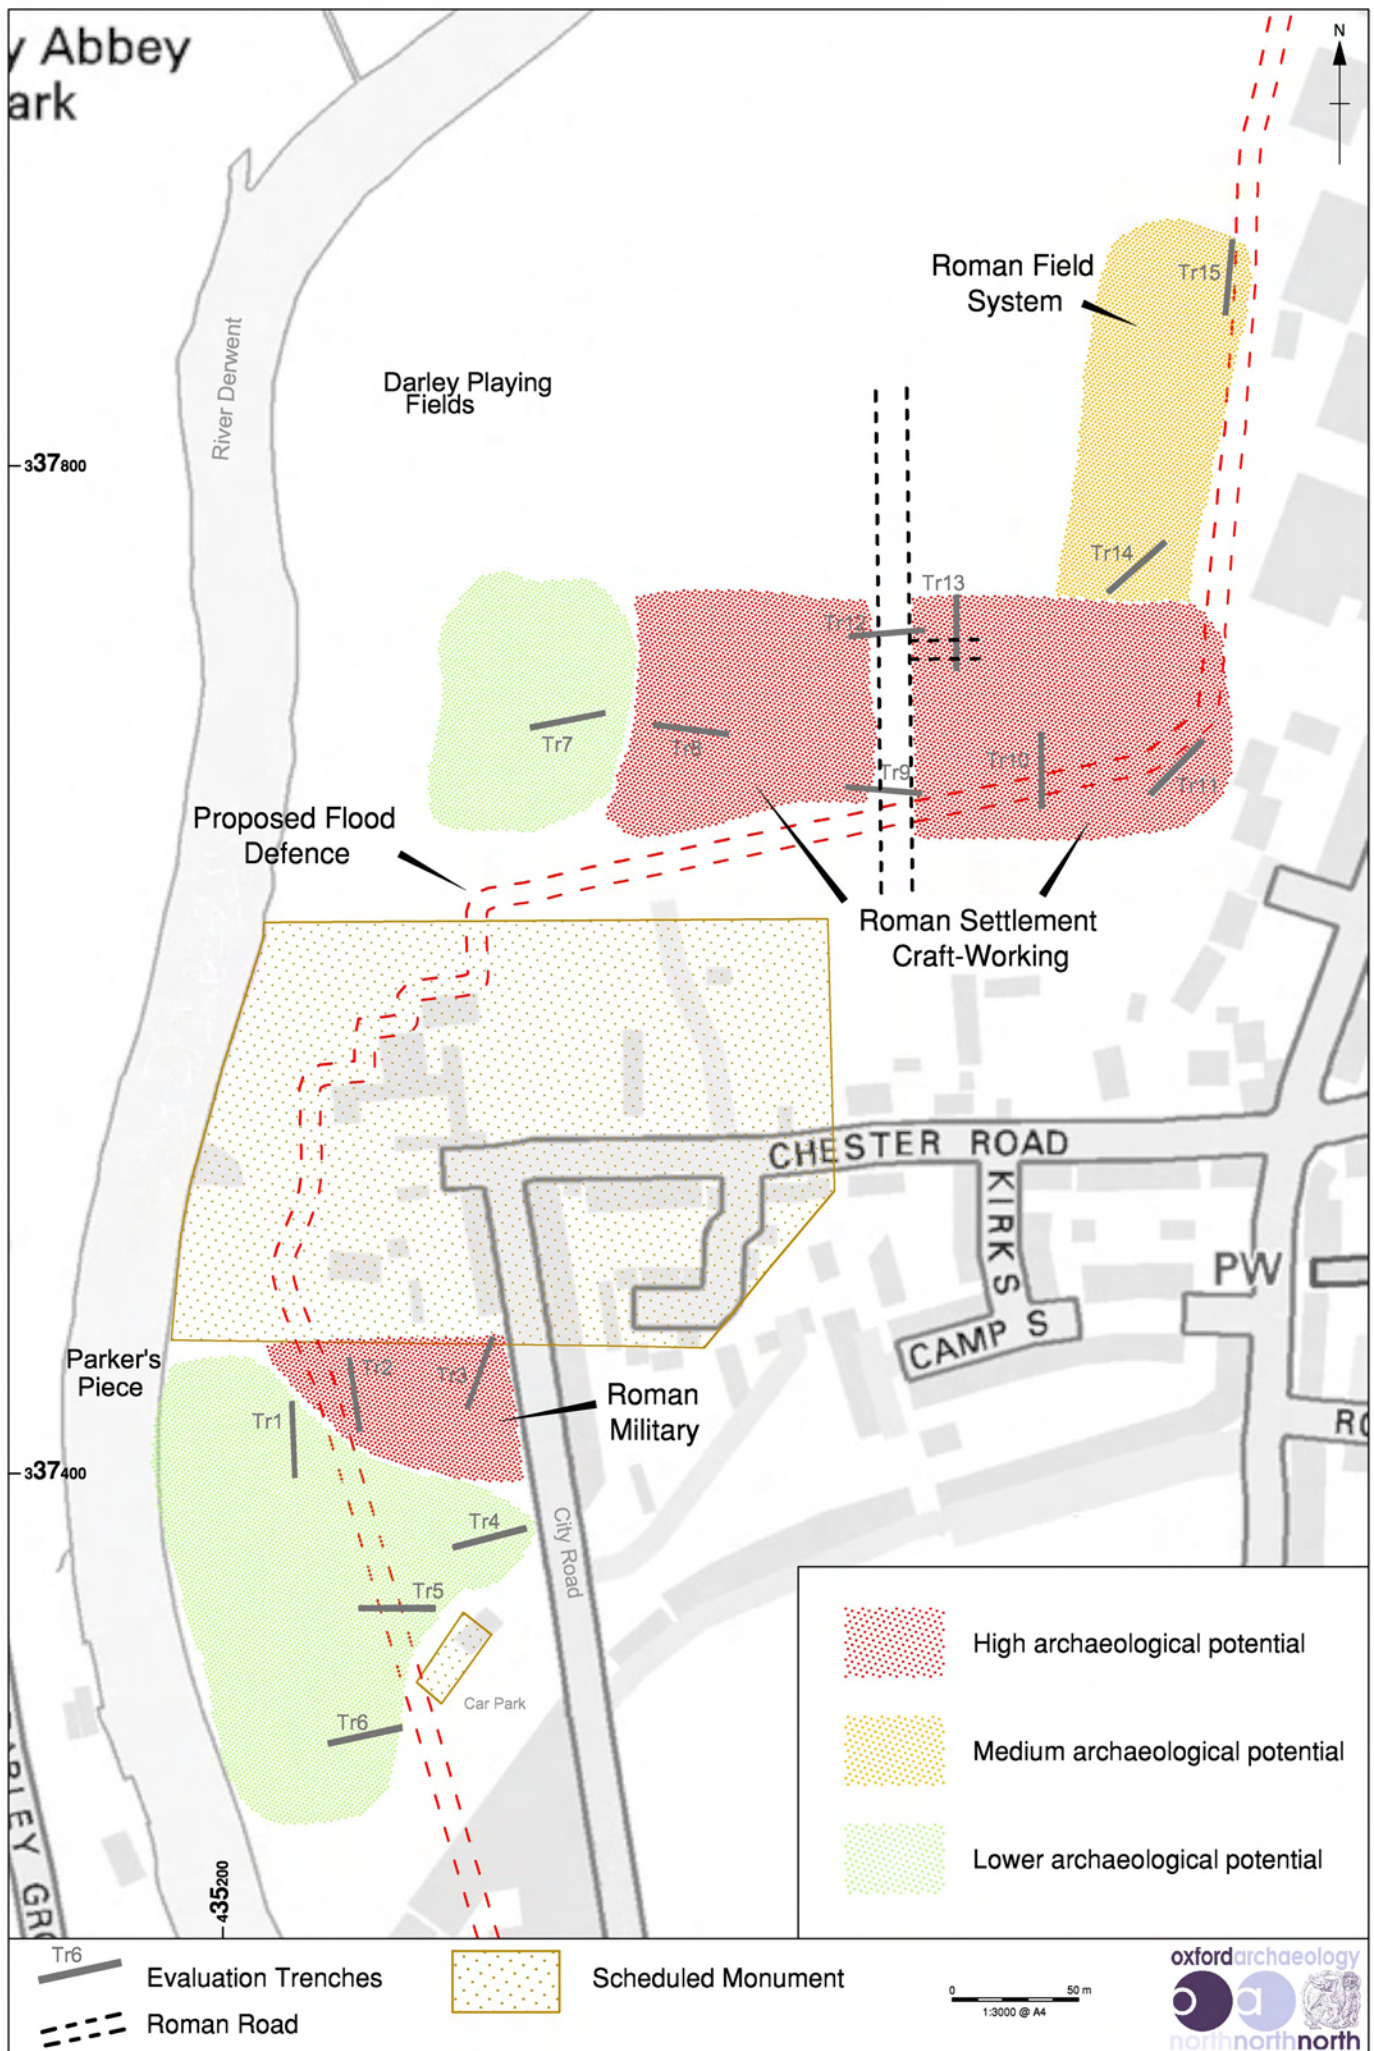 y Abbey
ark
N
Roman Field
System
Tr15
River Derwent
Darley Playing
Fields
337800
Tr14
Tr13
Tr12
Tr7
Tr8
Tr9
Tr10
Tr11
Proposed Flood
Defence
Roman Settlement
Craft-Working
CHESTER ROAD
KIRK S
PW
CAMP S
Parker's
Piece
Tr2
Tr3
Roman
Military
Tr1
RO
337400
Tr4
City Road
Tr5
Car Park
Tr6
High archaeological potential
Medium archaeological potential
Lower archaeological potential
ARLEY GRO
435200
Tr6
Evaluation Trenches
Roman Road
Scheduled Monument
0 50 m
1:3000 @ A4
oxfordarchaeology
o a
northnorthnorth